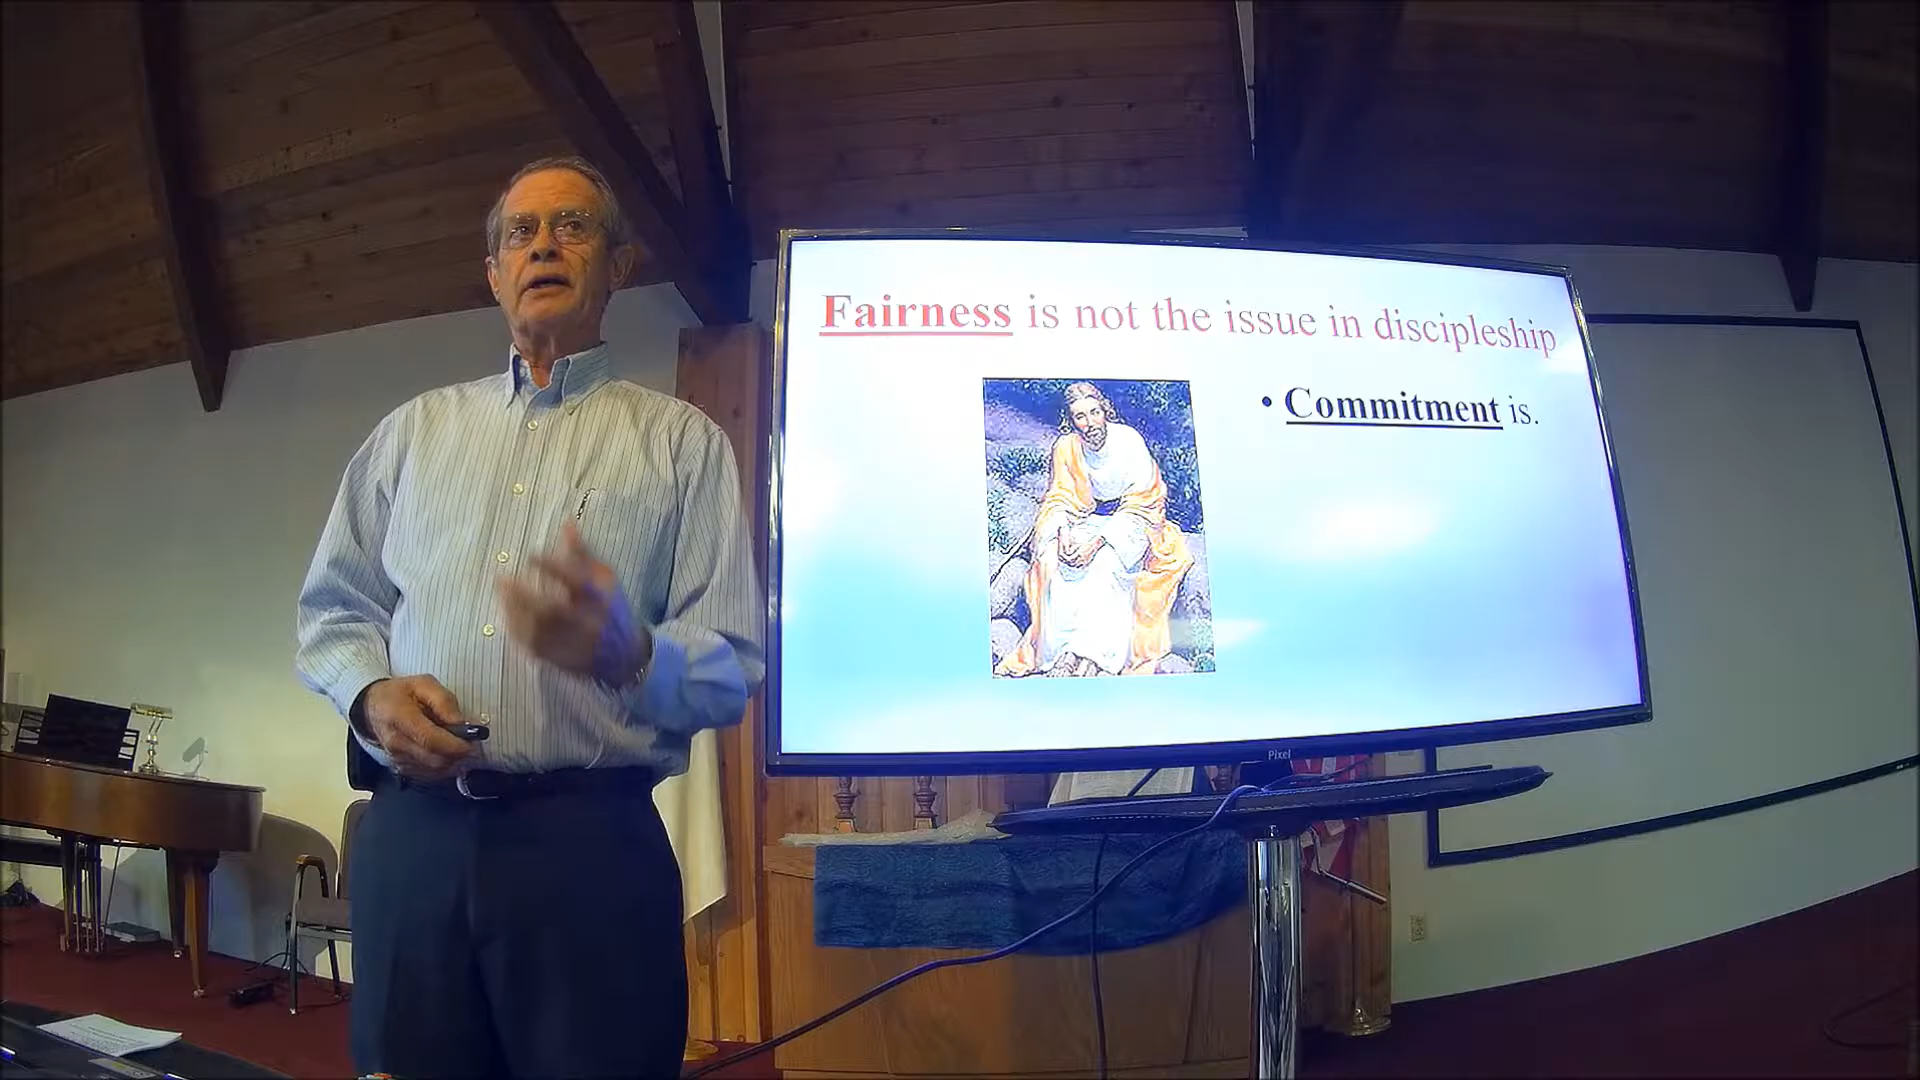 Fairness is not the issue in discipleship
• Commitment is.
Pixel